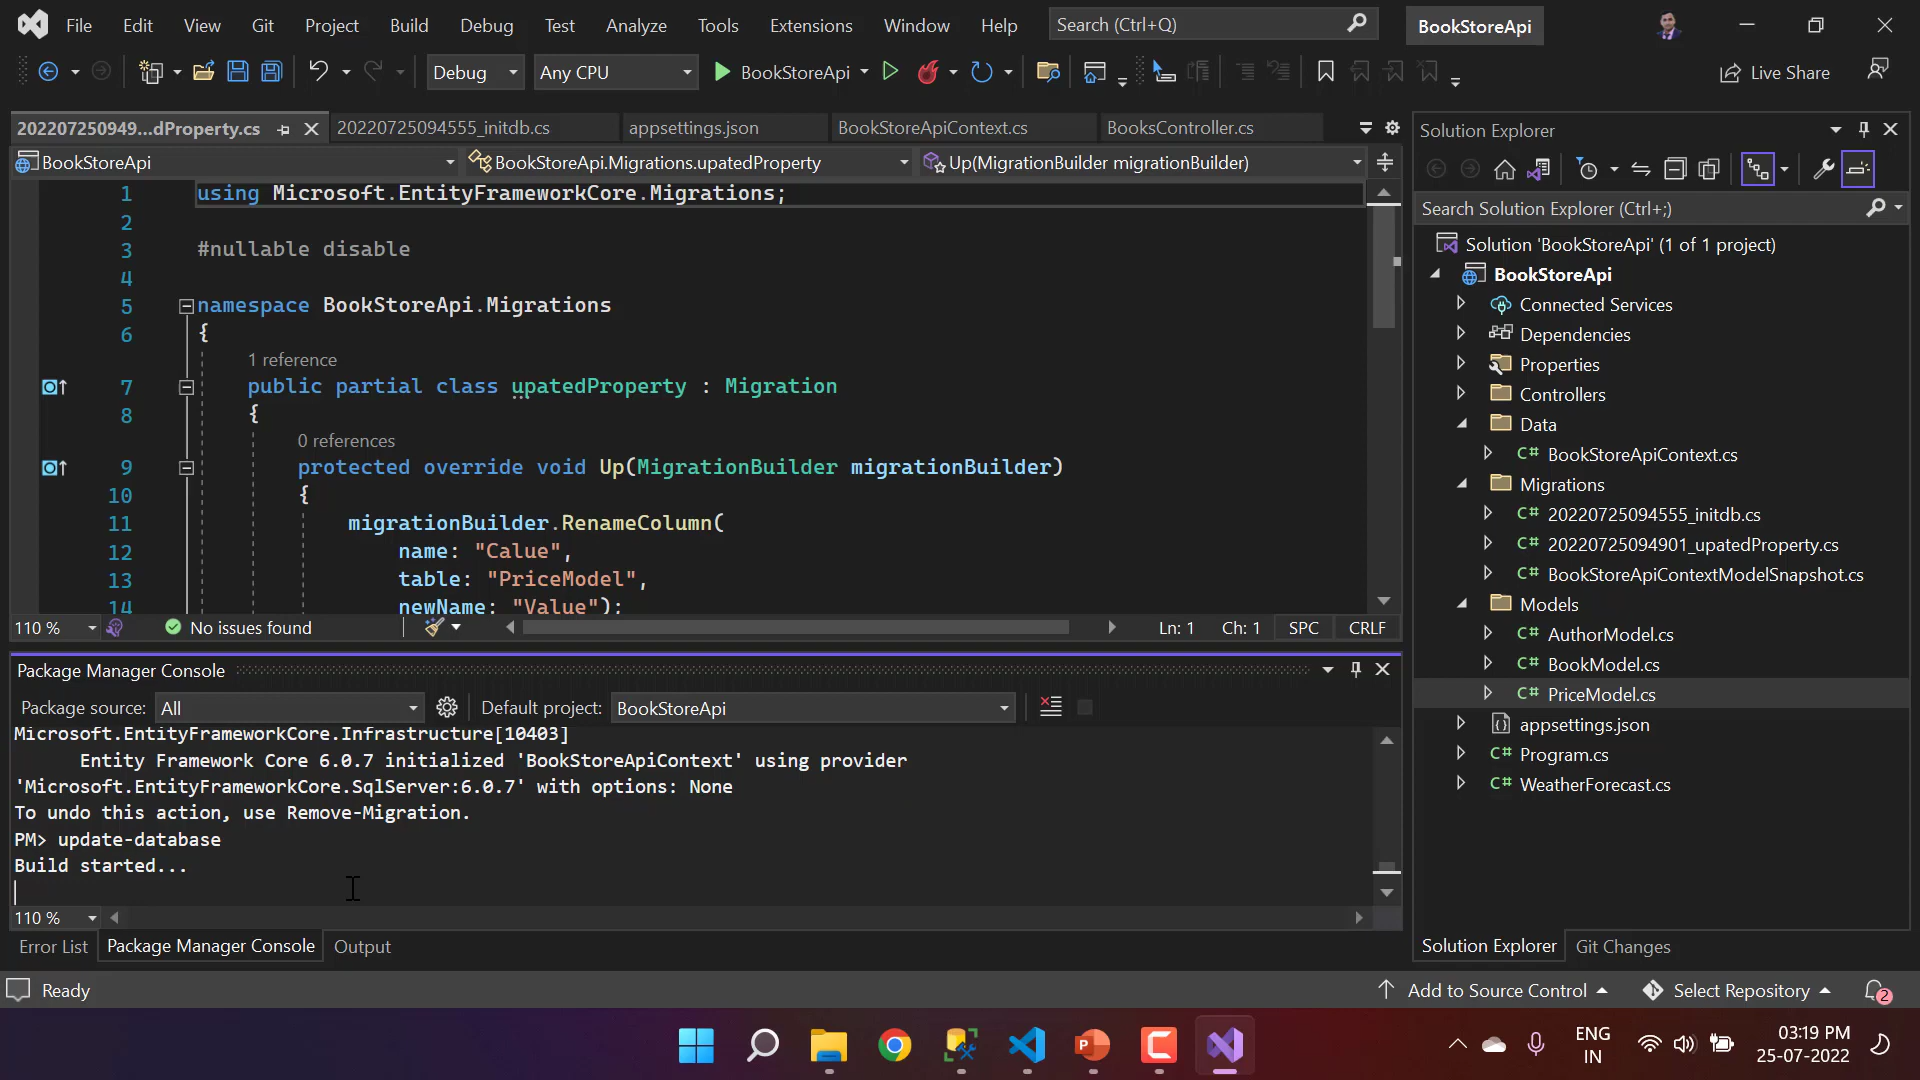 File Edit View Git Project Build Debug Test Analyze Tools Extensions Window Help Search (Ctrl+Q) BookStoreApi
Debug Any CPU BookStoreApi Live Share
202207250949...dProperty.cs 20220725094555_initdb.cs appsettings.json BookStoreApiContext.cs BooksController.cs
BookStoreApi BookStoreApi.Migrations.upatedProperty Up(MigrationBuilder migrationBuilder)
1 using Microsoft.EntityFrameworkCore.Migrations;
2
3 #nullable disable
4
5 namespace BookStoreApi.Migrations
6 {
1 reference
7 public partial class upatedProperty : Migration
8 {
0 references
9 protected override void Up(MigrationBuilder migrationBuilder)
10 {
11 migrationBuilder.RenameColumn(
12 name: "Calue",
13 table: "PriceModel",
14 newName: "Value");
110 % No issues found Ln: 1 Ch: 1 SPC CRLF
Package Manager Console
Package source: All Default project: BookStoreApi
Microsoft.EntityFrameworkCore.Infrastructure[10403]
Entity Framework Core 6.0.7 initialized 'BookStoreApiContext' using provider
'Microsoft.EntityFrameworkCore.SqlServer:6.0.7' with options: None
To undo this action, use Remove-Migration.
PM> update-database
Build started...
110 %
Error List Package Manager Console Output
Solution Explorer
Search Solution Explorer (Ctrl+;)
Solution 'BookStoreApi' (1 of 1 project)
BookStoreApi
Connected Services
Dependencies
Properties
Controllers
Data
C# BookStoreApiContext.cs
Migrations
C# 20220725094555_initdb.cs
C# 20220725094901_upatedProperty.cs
C# BookStoreApiContextModelSnapshot.cs
Models
C# AuthorModel.cs
C# BookModel.cs
C# PriceModel.cs
appsettings.json
C# Program.cs
C# WeatherForecast.cs
Solution Explorer Git Changes
Ready Add to Source Control Select Repository 2
ENG
IN
03:19 PM
25-07-2022